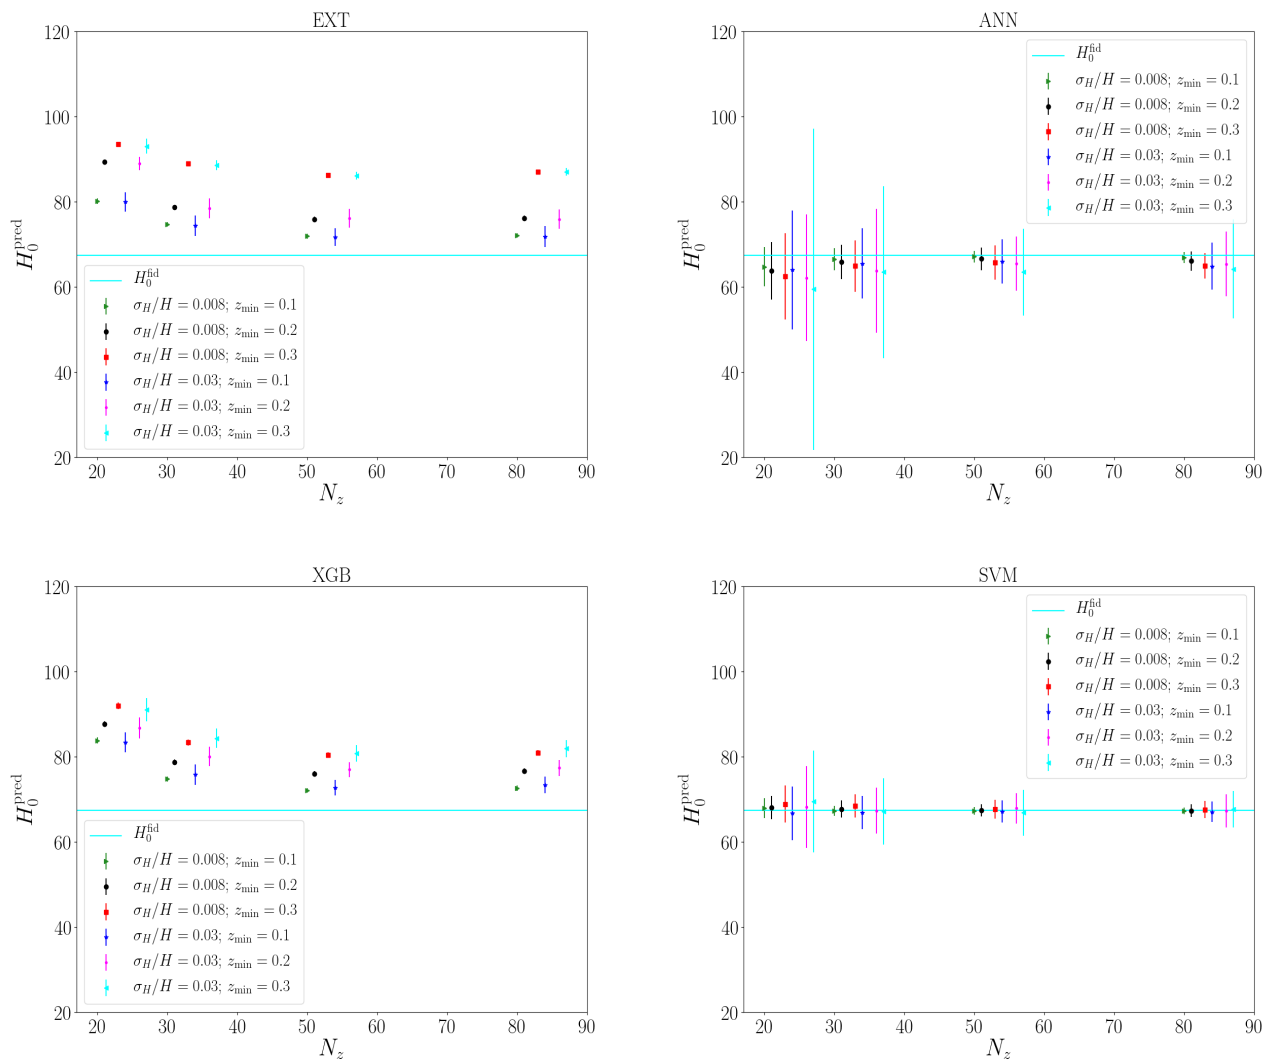 EXT
120
100
80
60
40
20
H₀^pred
H₀^fid
σ_H/H = 0.008; z_min = 0.1
σ_H/H = 0.008; z_min = 0.2
σ_H/H = 0.008; z_min = 0.3
σ_H/H = 0.03; z_min = 0.1
σ_H/H = 0.03; z_min = 0.2
σ_H/H = 0.03; z_min = 0.3
20 30 40 50 60 70 80 90
N_z
ANN
120
100
80
60
40
20
H₀^pred
H₀^fid
σ_H/H = 0.008; z_min = 0.1
σ_H/H = 0.008; z_min = 0.2
σ_H/H = 0.008; z_min = 0.3
σ_H/H = 0.03; z_min = 0.1
σ_H/H = 0.03; z_min = 0.2
σ_H/H = 0.03; z_min = 0.3
20 30 40 50 60 70 80 90
N_z
XGB
120
100
80
60
40
20
H₀^pred
H₀^fid
σ_H/H = 0.008; z_min = 0.1
σ_H/H = 0.008; z_min = 0.2
σ_H/H = 0.008; z_min = 0.3
σ_H/H = 0.03; z_min = 0.1
σ_H/H = 0.03; z_min = 0.2
σ_H/H = 0.03; z_min = 0.3
20 30 40 50 60 70 80 90
N_z
SVM
120
100
80
60
40
20
H₀^pred
H₀^fid
σ_H/H = 0.008; z_min = 0.1
σ_H/H = 0.008; z_min = 0.2
σ_H/H = 0.008; z_min = 0.3
σ_H/H = 0.03; z_min = 0.1
σ_H/H = 0.03; z_min = 0.2
σ_H/H = 0.03; z_min = 0.3
20 30 40 50 60 70 80 90
N_z